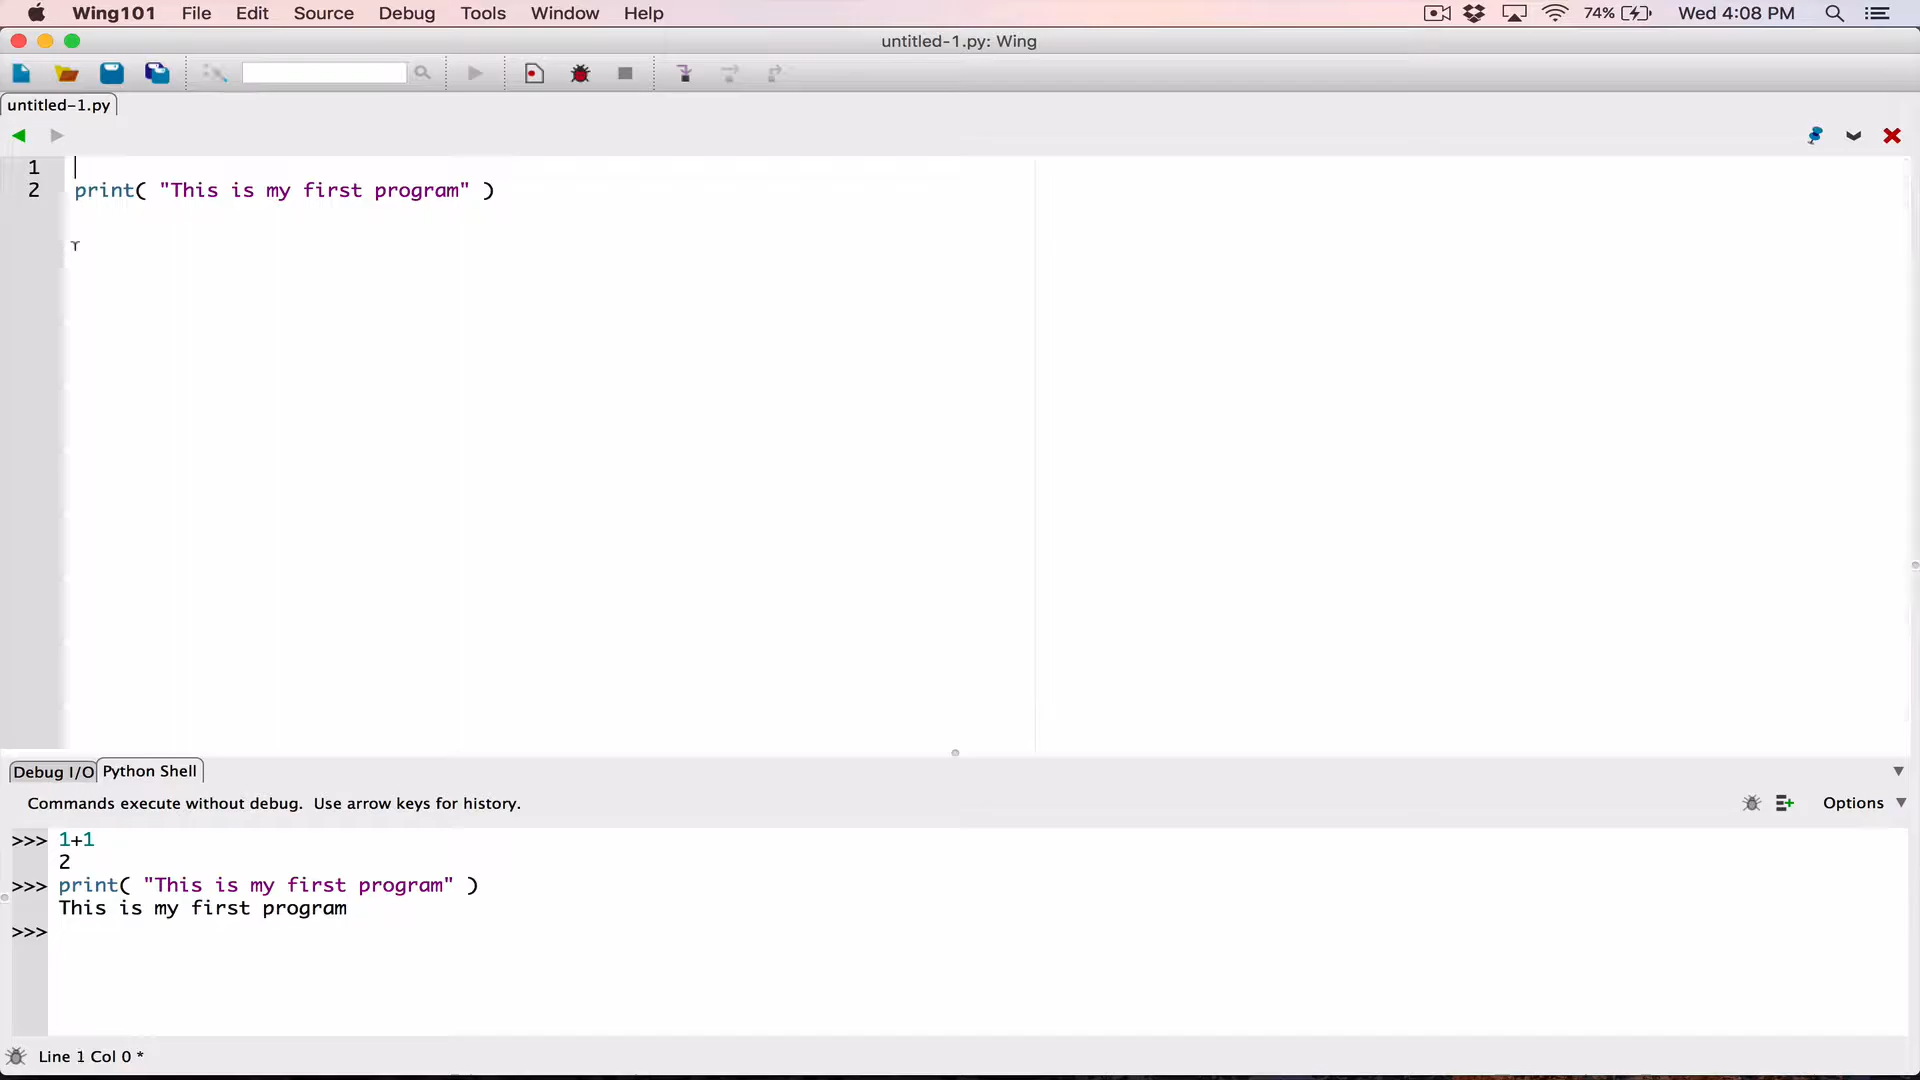 Wing101 File Edit Source Debug Tools Window Help 74% Wed 4:08 PM
untitled-1.py: Wing
untitled-1.py
1
2 print( "This is my first program" )
Debug I/O Python Shell
Commands execute without debug. Use arrow keys for history.
Options
>>> 1+1
2
>>> print( "This is my first program" )
This is my first program
>>>
Line 1 Col 0 *